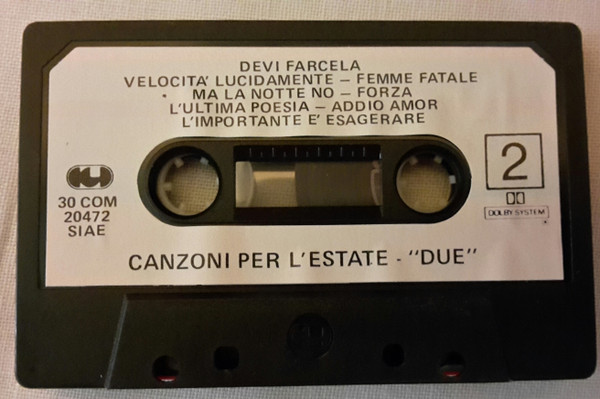 DEVI FARCELA
VELOCITA' LUCIDAMENTE – FEMME FATALE
MA LA NOTTE NO – FORZA
L'ULTIMA POESIA – ADDIO AMOR
L'IMPORTANTE E' ESAGERARE
2
30 COM
20472
SIAE
DOLBY SYSTEM
CANZONI PER L'ESTATE - "DUE"